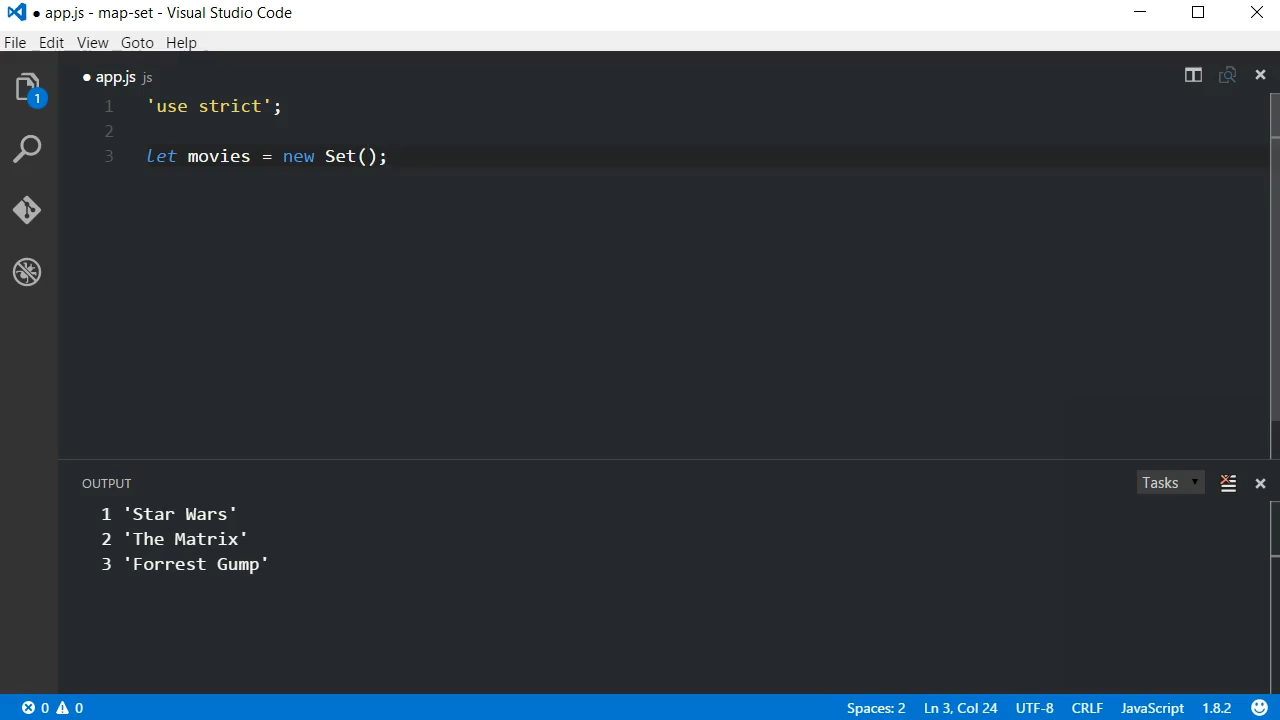 ● app.js - map-set - Visual Studio Code
File Edit View Goto Help
● app.js js
1 'use strict';
2
3 let movies = new Set();
1
OUTPUT
Tasks
1 'Star Wars'
2 'The Matrix'
3 'Forrest Gump'
0 0 Spaces: 2 Ln 3, Col 24 UTF-8 CRLF JavaScript 1.8.2